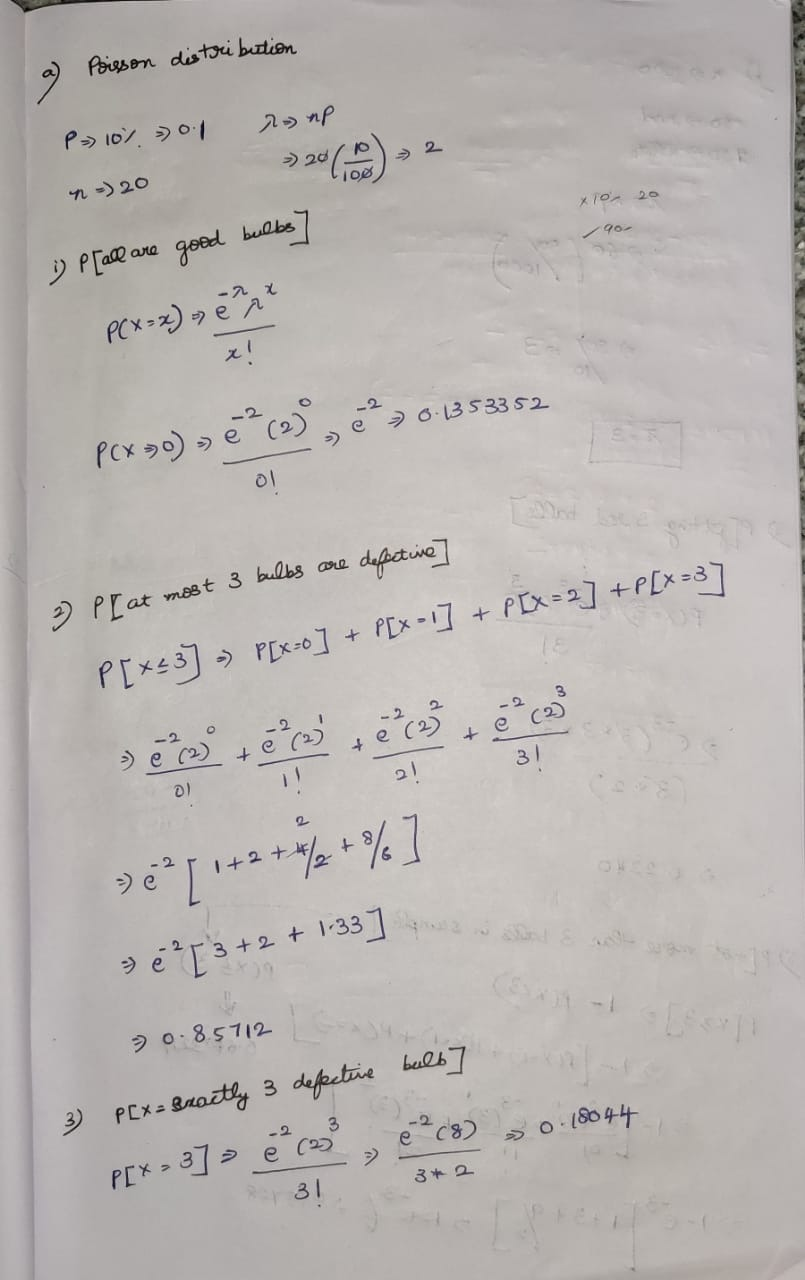 a) Poisson distribution
P ⇒ 10% ⇒ 0.1    λ ⇒ np
n ⇒ 20    ⇒ 20 (10/100) ⇒ 2
× 10% 20
90
i) P[all are good bulbs]
P(X=x) ⇒ e^-λ λ^x / x!
P(X⇒0) ⇒ e^-2 (2)^0 / 0! ⇒ e^-2 ⇒ 0.1353352
2) P[at most 3 bulbs are defective]
P[X≤3] ⇒ P[X=0] + P[X=1] + P[X=2] + P[X=3]
⇒ e^-2 (2)^0 / 0! + e^-2 (2)^1 / 1! + e^-2 (2)^2 / 2! + e^-2 (2)^3 / 3!
⇒ e^-2 [1+2+ 4/2 2 + 8/6]
⇒ e^-2 [3+2+1.33]
⇒ 0.85712
3) P[X = Exactly 3 defective bulb]
P[X=3] ⇒ e^-2 (2)^3 / 3! ⇒ e^-2 (8) / 3*2 ⇒ 0.18044